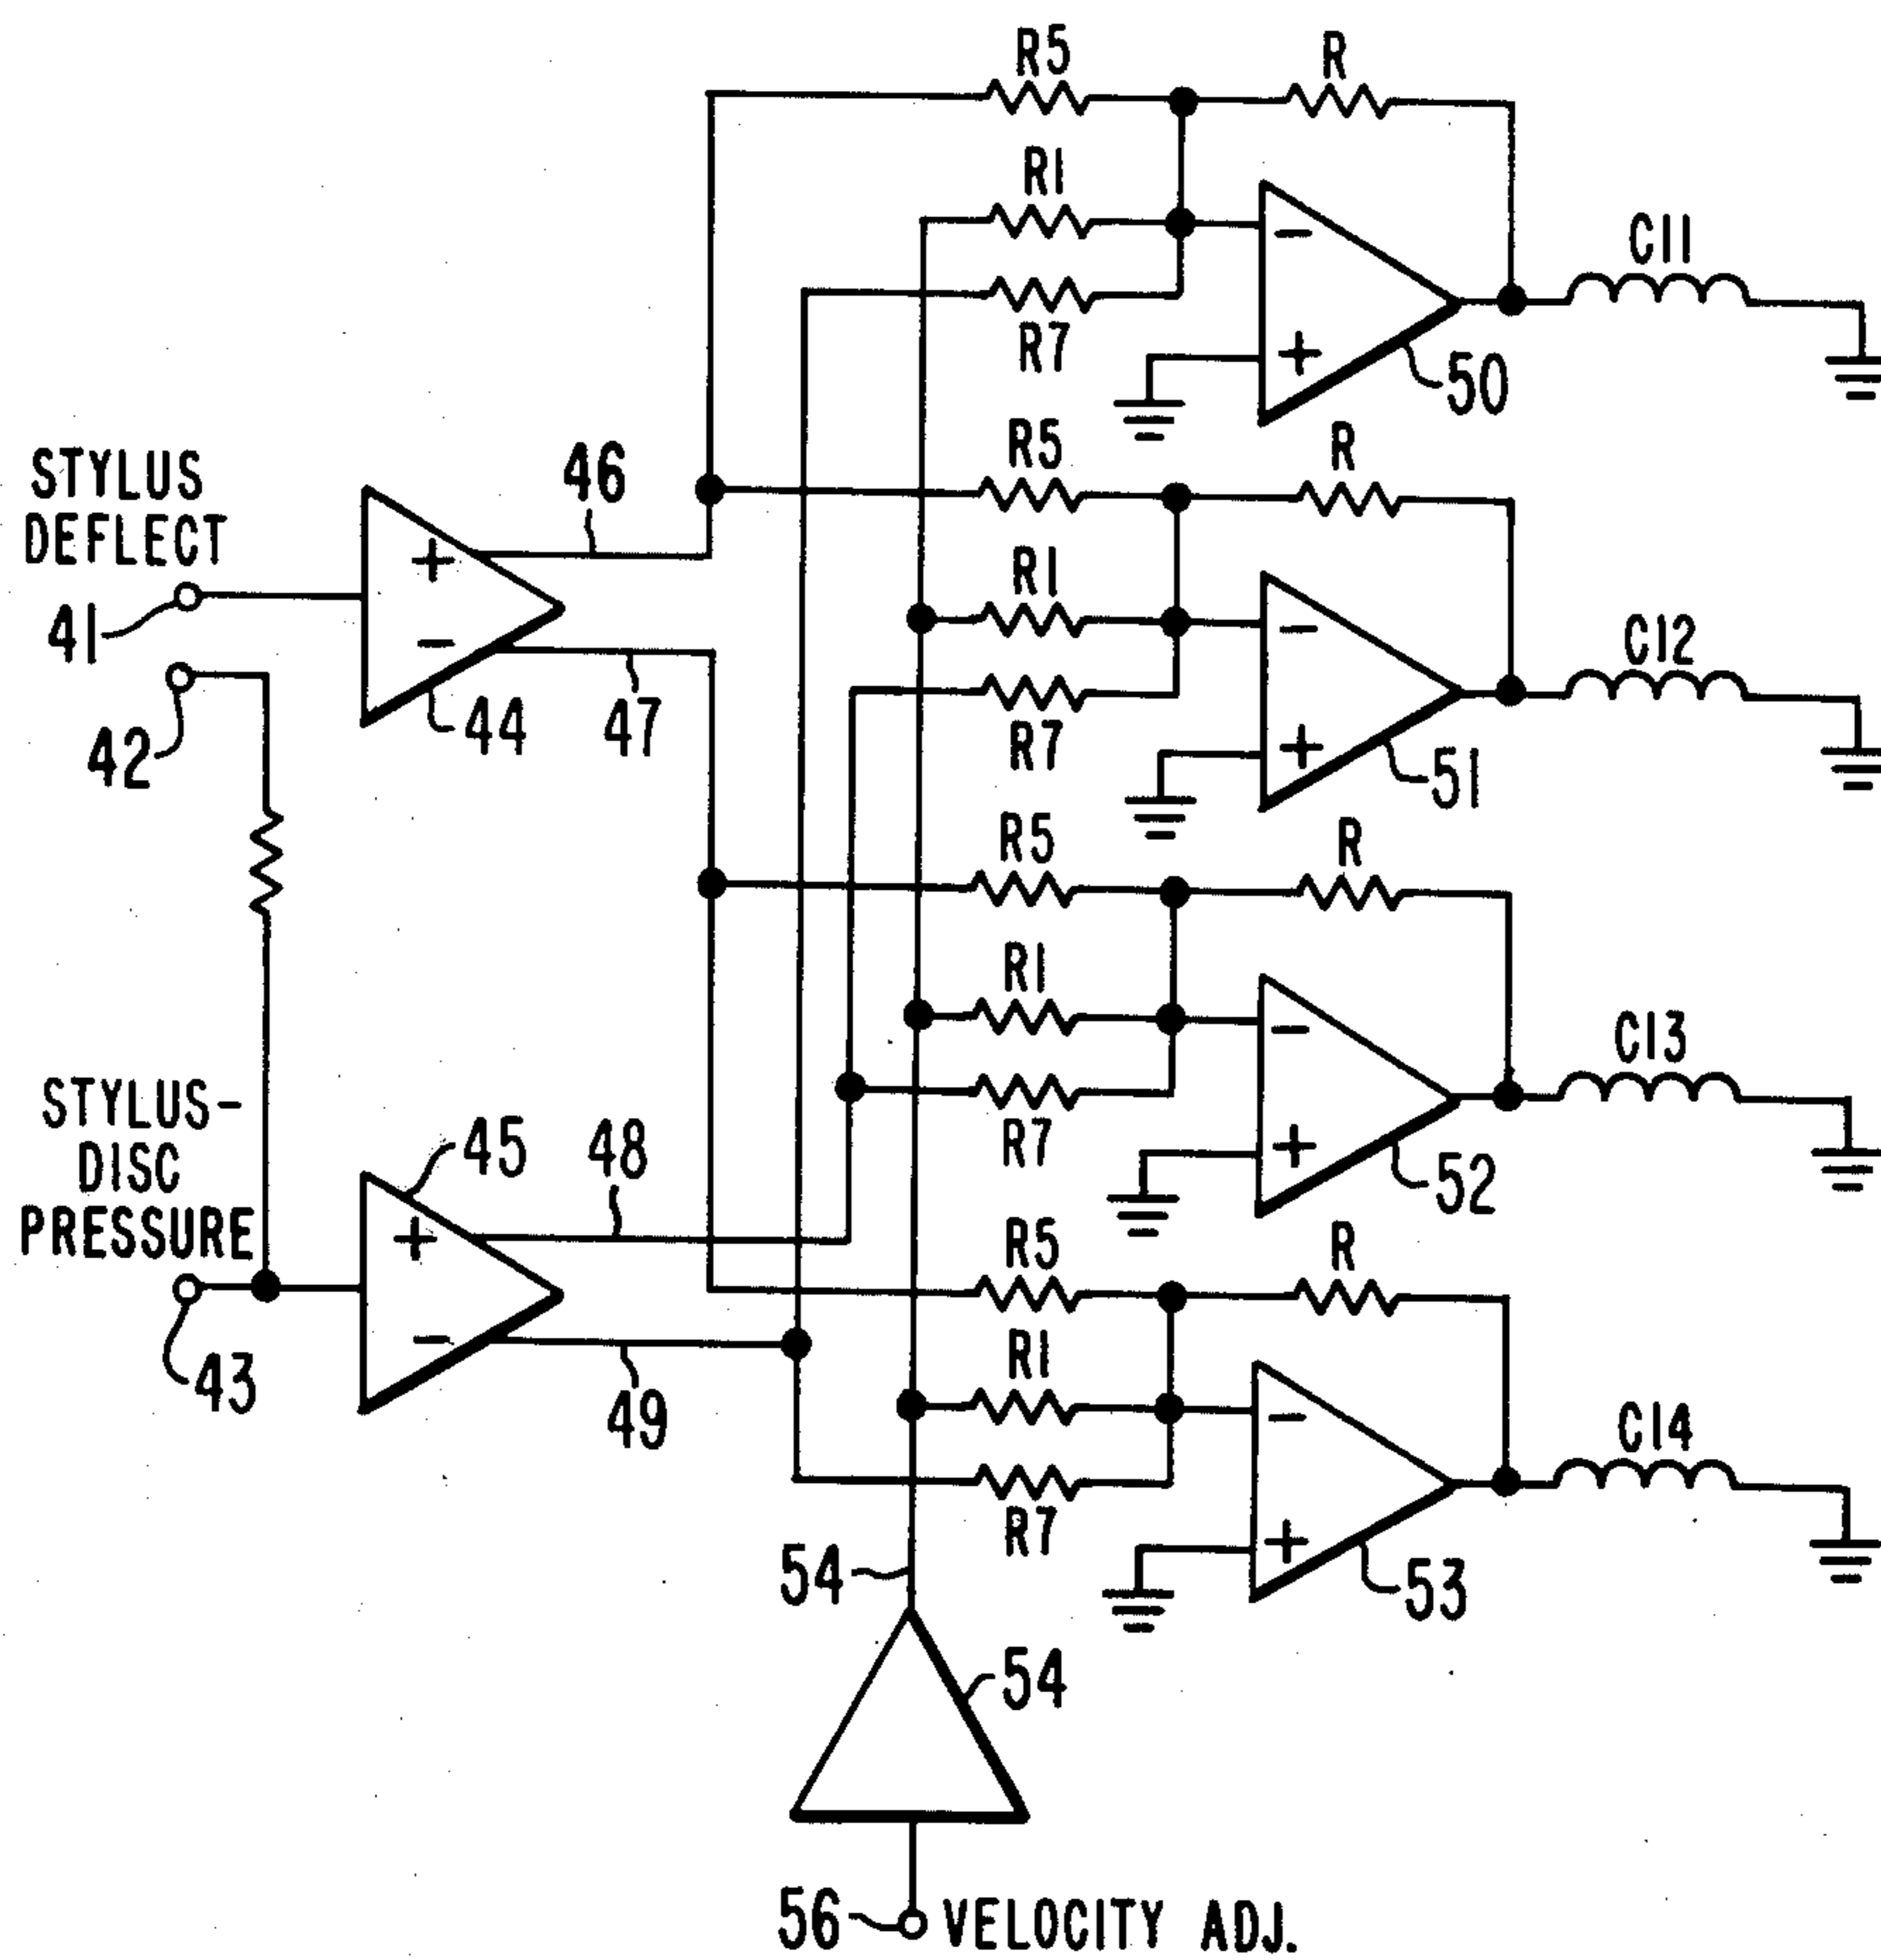 R5 R
R1
C11
R7
+
50
STYLUS
DEFLECT
46
R5 R
41
+
R1
C12
42
44
47
R7
+
51
R5 R
R1
C13
STYLUS-
DISC
PRESSURE
45
48
R7
+
52
+
R5 R
43
R1
C14
49
R7
+
53
54
54
56 VELOCITY ADJ.